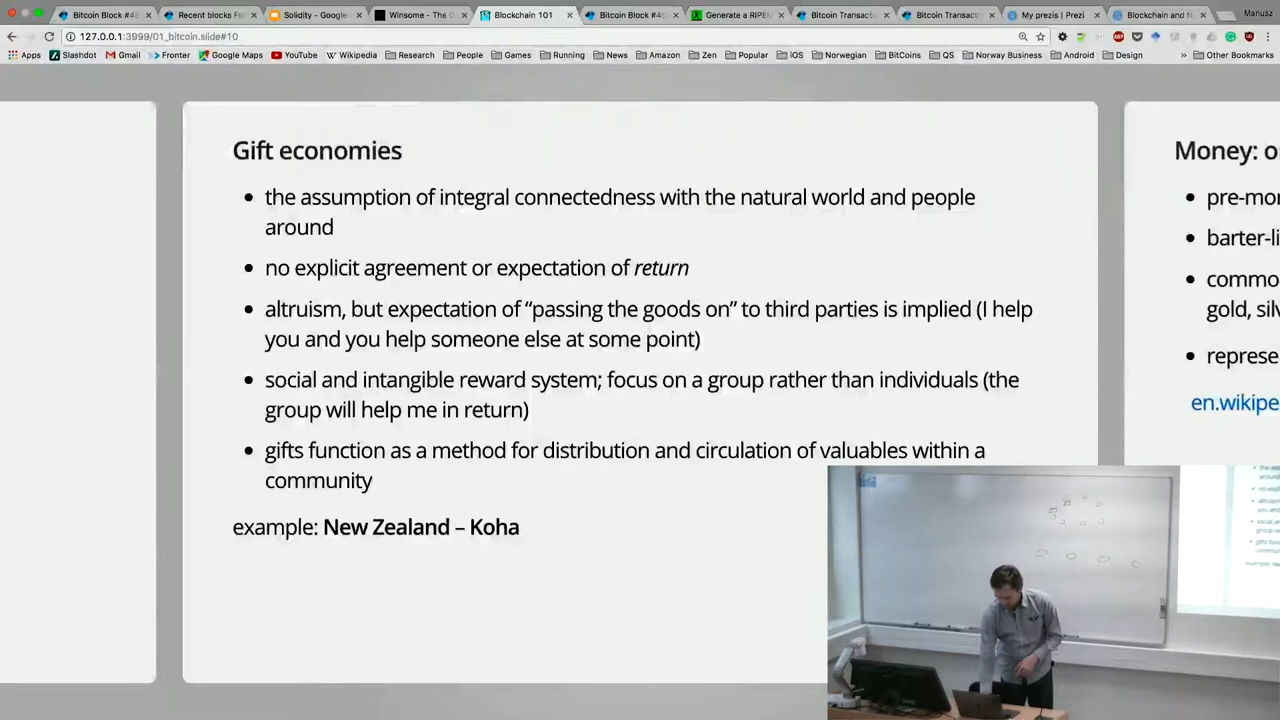 Bitcoin Block #46
Recent blocks Fo
Solidity - Google
Winsome - The G
Blockchain 101
Bitcoin Block #46
Generate a RIPEM
Bitcoin Transact
Bitcoin Transact
My prezis | Prezi
Blockchain and N
Mariusz
127.0.0.1:3999/01_bitcoin.slide#10
Apps
Slashdot
Gmail
Fronter
Google Maps
YouTube
Wikipedia
Research
People
Games
Running
News
Amazon
Zen
Popular
iOS
Norwegian
BitCoins
QS
Norway Business
Android
Design
»
Other Bookmarks
Gift economies
• the assumption of integral connectedness with the natural world and people
around
• no explicit agreement or expectation of return
• altruism, but expectation of “passing the goods on” to third parties is implied (I help
you and you help someone else at some point)
• social and intangible reward system; focus on a group rather than individuals (the
group will help me in return)
• gifts function as a method for distribution and circulation of valuables within a
community
example: New Zealand – Koha
Money: o
• pre-mo
• barter-li
• commo
gold, silv
• represe
en.wikipe